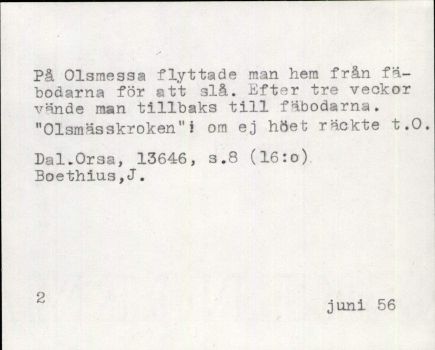 På Olsmessa flyttade man hem från fä-
bodarna för att slå. Efter tre veckor
vände man tillbaks till fäbodarna.
"Olsmässkroken"! om ej höet räckte t.O.
Dal.Orsa, 13646, s.8 (16:o).
Boethius,J.
2
juni 56